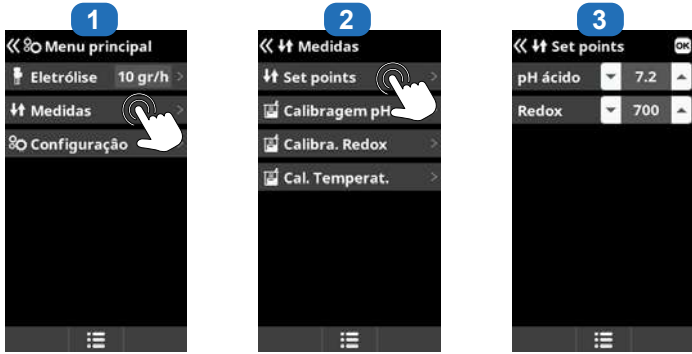 1
Menu principal
Eletrólise 10 gr/h
Medidas
Configuraçâo
2
Medidas
Set points
Calibragem pH
Calibra. Redox
Cal. Temperat.
3
Set points OK
pH ácido 7.2
Redox 700